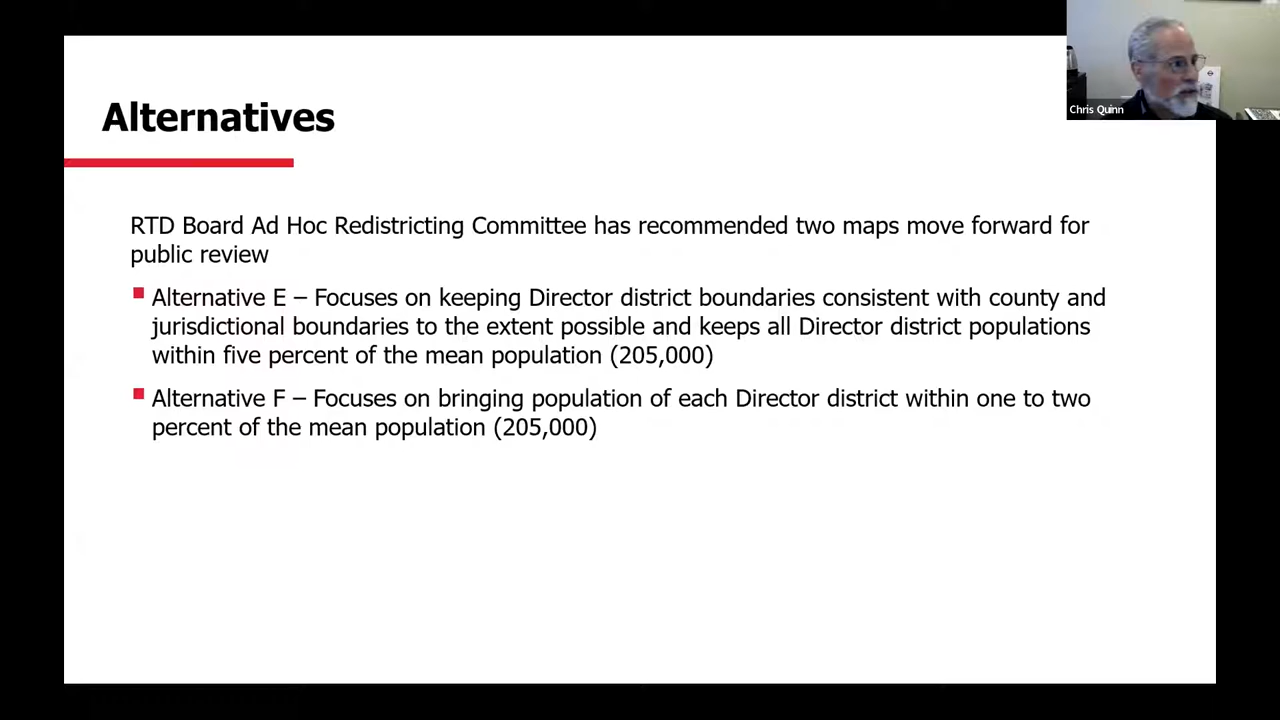 Alternatives
Chris Quinn
RTD Board Ad Hoc Redistricting Committee has recommended two maps move forward for
public review
Alternative E – Focuses on keeping Director district boundaries consistent with county and
jurisdictional boundaries to the extent possible and keeps all Director district populations
within five percent of the mean population (205,000)
Alternative F – Focuses on bringing population of each Director district within one to two
percent of the mean population (205,000)